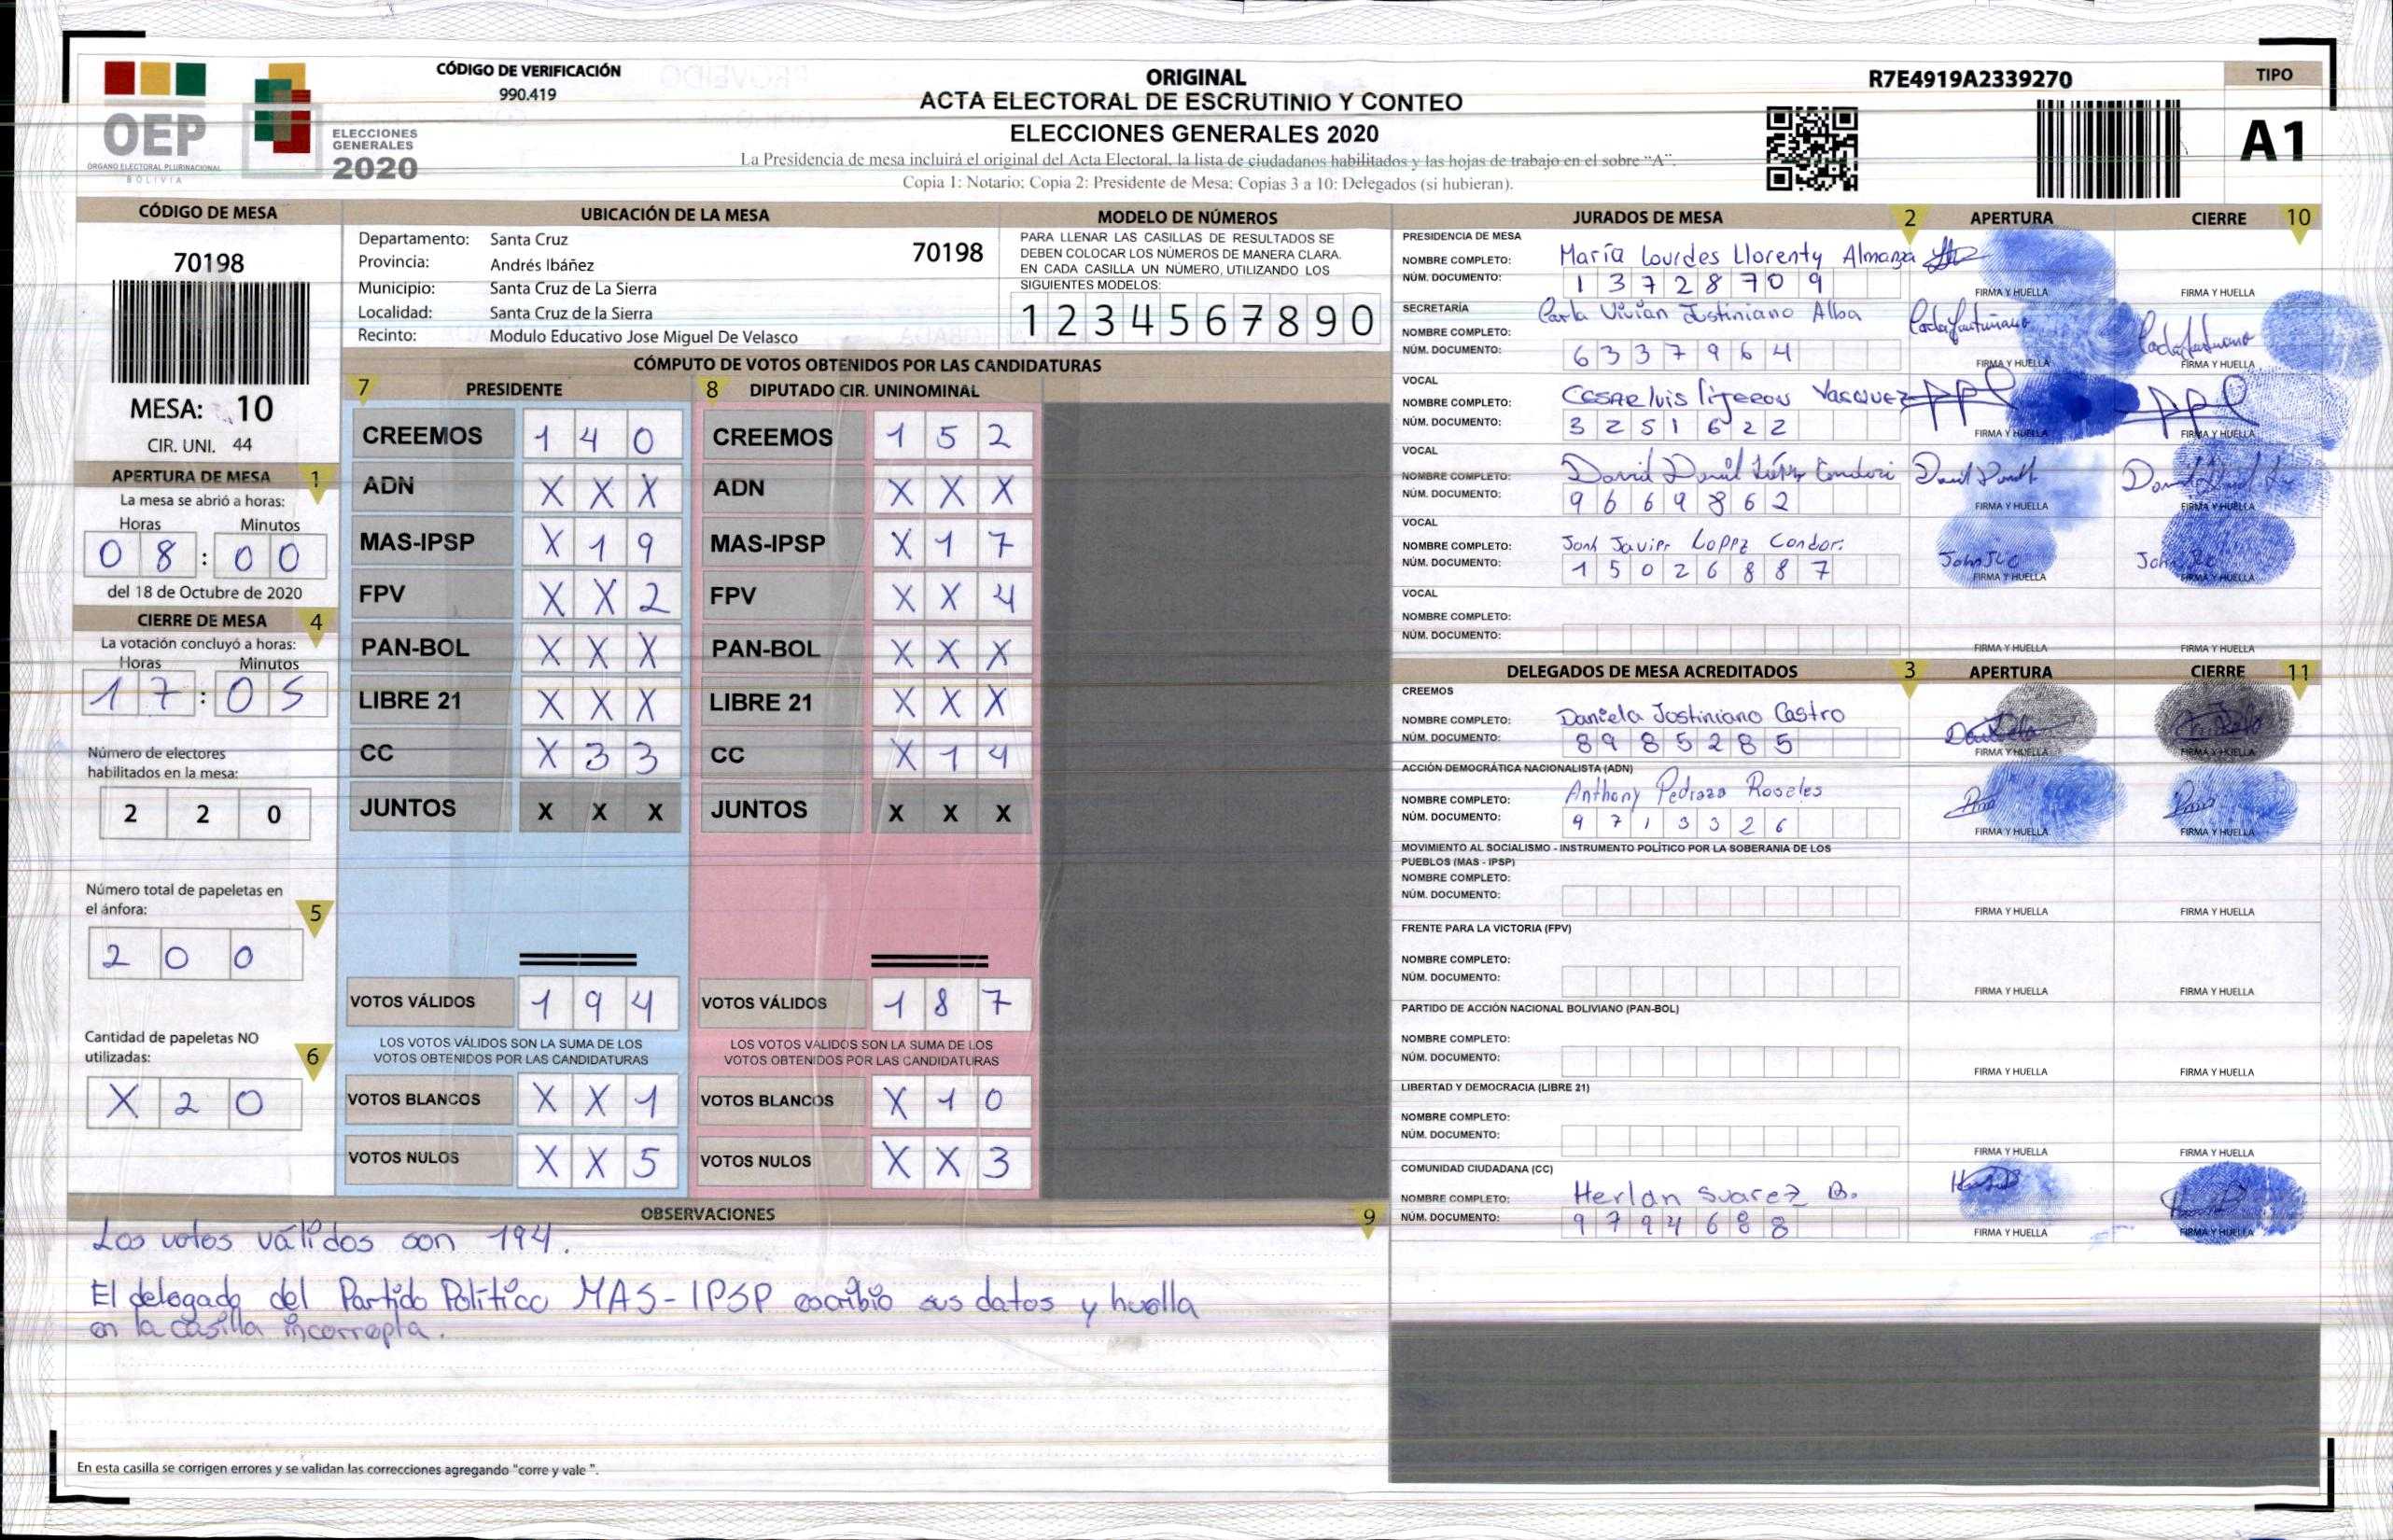 CÓDIGO DE VERIFICACIÓN
990.419
OEP
ÓRGANO ELECTORAL PLURINACIONAL
BOLIVIA
ELECCIONES
GENERALES
2020
ORIGINAL
ACTA ELECTORAL DE ESCRUTINIO Y CONTEO
ELECCIONES GENERALES 2020
La Presidencia de mesa incluirá el original del Acta Electoral, la lista de ciudadanos habilitados y las hojas de trabajo en el sobre "A".
Copia 1: Notario; Copia 2: Presidente de Mesa; Copias 3 a 10: Delegados (si hubieran).
R7E4919A2339270
TIPO
A1
CÓDIGO DE MESA
70198
MESA: 10
CIR. UNI. 44
APERTURA DE MESA 1
La mesa se abrió a horas:
Horas Minutos
0 8 : 0 0
del 18 de Octubre de 2020
CIERRE DE MESA 4
La votación concluyó a horas:
Horas Minutos
1 7 : 0 5
Número de electores
habilitados en la mesa:
2 2 0
Número total de papeletas en
el ánfora: 5
2 0 0
Cantidad de papeletas NO
utilizadas: 6
X 2 0
UBICACIÓN DE LA MESA
Departamento: Santa Cruz 70198
Provincia: Andrés Ibáñez
Municipio: Santa Cruz de La Sierra
Localidad: Santa Cruz de la Sierra
Recinto: Modulo Educativo Jose Miguel De Velasco
MODELO DE NÚMEROS
PARA LLENAR LAS CASILLAS DE RESULTADOS SE
DEBEN COLOCAR LOS NÚMEROS DE MANERA CLARA.
EN CADA CASILLA UN NÚMERO, UTILIZANDO LOS
SIGUIENTES MODELOS:
1 2 3 4 5 6 7 8 9 0
CÓMPUTO DE VOTOS OBTENIDOS POR LAS CANDIDATURAS
7 PRESIDENTE
CREEMOS 1 4 0
ADN X X X
MAS-IPSP X 1 9
FPV X X 2
PAN-BOL X X X
LIBRE 21 X X X
CC X 3 3
JUNTOS X X X
VOTOS VÁLIDOS 1 9 4
LOS VOTOS VÁLIDOS SON LA SUMA DE LOS
VOTOS OBTENIDOS POR LAS CANDIDATURAS
VOTOS BLANCOS X X 1
VOTOS NULOS X X 5
8 DIPUTADO CIR. UNINOMINAL
CREEMOS 1 5 2
ADN X X X
MAS-IPSP X 1 7
FPV X X 4
PAN-BOL X X X
LIBRE 21 X X X
CC X 1 4
JUNTOS X X X
VOTOS VÁLIDOS 1 8 7
LOS VOTOS VÁLIDOS SON LA SUMA DE LOS
VOTOS OBTENIDOS POR LAS CANDIDATURAS
VOTOS BLANCOS X 1 0
VOTOS NULOS X X 3
OBSERVACIONES 9
Los votos válidos son 194.
El delegado del Partido Político MAS-IPSP escribió sus datos y huella
en la casilla incorrepta.
En esta casilla se corrigen errores y se validan las correcciones agregando "corre y vale ".
JURADOS DE MESA 2 APERTURA CIERRE 10
PRESIDENCIA DE MESA
NOMBRE COMPLETO: María Lourdes Llorenty Almanza
NÚM. DOCUMENTO: 1 3 7 2 8 7 0 9
FIRMA Y HUELLA FIRMA Y HUELLA
SECRETARÍA
NOMBRE COMPLETO: Carla Vivian Justiniano Alba
NÚM. DOCUMENTO: 6 3 3 7 9 6 4
FIRMA Y HUELLA FIRMA Y HUELLA
VOCAL
NOMBRE COMPLETO: Cesar luis Vasquez
NÚM. DOCUMENTO: 3 2 5 1 6 2 2
FIRMA Y HUELLA FIRMA Y HUELLA
VOCAL
NOMBRE COMPLETO: David Condori
NÚM. DOCUMENTO: 9 6 6 9 8 6 2
FIRMA Y HUELLA FIRMA Y HUELLA
VOCAL
NOMBRE COMPLETO: Jonh Javier Lopez Condor.
NÚM. DOCUMENTO: 1 5 0 2 6 8 8 7
FIRMA Y HUELLA FIRMA Y HUELLA
VOCAL
NOMBRE COMPLETO:
NÚM. DOCUMENTO:
FIRMA Y HUELLA FIRMA Y HUELLA
DELEGADOS DE MESA ACREDITADOS 3 APERTURA CIERRE 11
CREEMOS
NOMBRE COMPLETO: Daniela Jostiniano Castro
NÚM. DOCUMENTO: 8 9 8 5 2 8 5
FIRMA Y HUELLA FIRMA Y HUELLA
ACCIÓN DEMOCRÁTICA NACIONALISTA (ADN)
NOMBRE COMPLETO: Anthony Pedraza Roseles
NÚM. DOCUMENTO: 9 7 1 3 3 2 6
FIRMA Y HUELLA FIRMA Y HUELLA
MOVIMIENTO AL SOCIALISMO - INSTRUMENTO POLÍTICO POR LA SOBERANIA DE LOS
PUEBLOS (MAS - IPSP)
NOMBRE COMPLETO:
NÚM. DOCUMENTO:
FIRMA Y HUELLA FIRMA Y HUELLA
FRENTE PARA LA VICTORIA (FPV)
NOMBRE COMPLETO:
NÚM. DOCUMENTO:
FIRMA Y HUELLA FIRMA Y HUELLA
PARTIDO DE ACCIÓN NACIONAL BOLIVIANO (PAN-BOL)
NOMBRE COMPLETO:
NÚM. DOCUMENTO:
FIRMA Y HUELLA FIRMA Y HUELLA
LIBERTAD Y DEMOCRACIA (LIBRE 21)
NOMBRE COMPLETO:
NÚM. DOCUMENTO:
FIRMA Y HUELLA FIRMA Y HUELLA
COMUNIDAD CIUDADANA (CC)
NOMBRE COMPLETO: Herlan Suarez B.
NÚM. DOCUMENTO: 9 7 9 4 6 8 8
FIRMA Y HUELLA FIRMA Y HUELLA